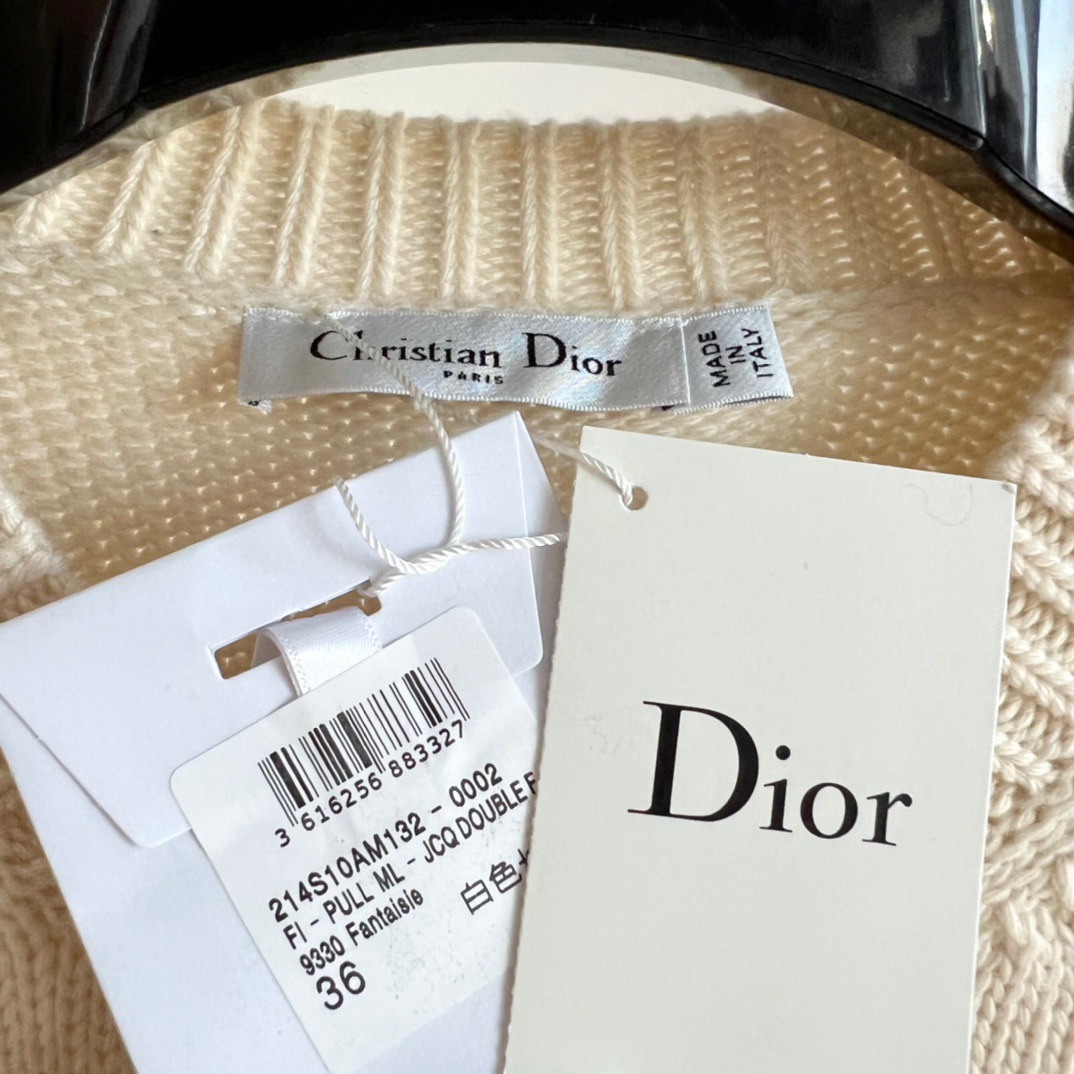 Christian Dior
PARIS
MADE
IN
ITALY
3 616256 883327
214S10AM132 - 0002
FI - PULL ML - JCQ DOUBLE F
9330 Fantaisie
白色+
36
Dior